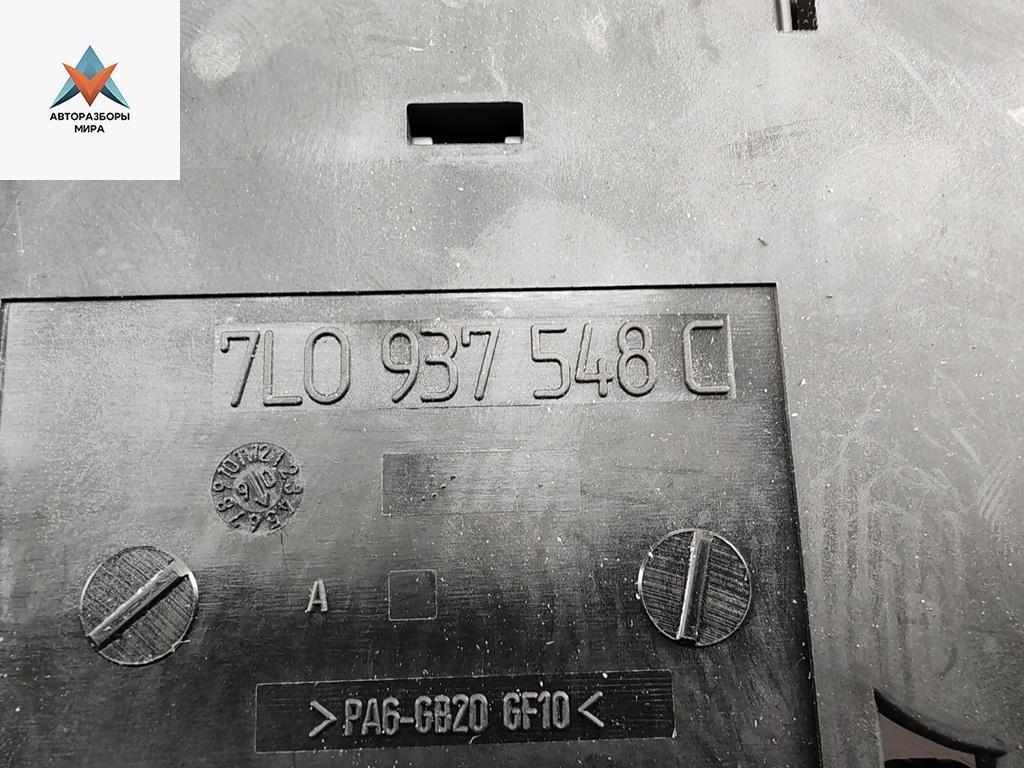 АВТОРАЗБОРЫ
МИРА
7L0 937 548 C
A
>PA6-GB20 GF10<